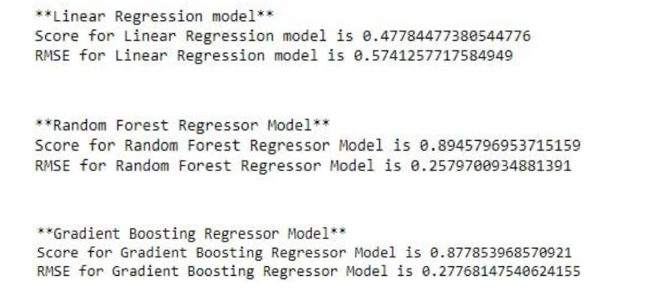 **Linear Regression model**
Score for Linear Regression model is 0.47784477380544776
RMSE for Linear Regression model is 0.5741257717584949
**Random Forest Regressor Model**
Score for Random Forest Regressor Model is 0.8945796953715159
RMSE for Random Forest Regressor Model is 0.2579700934881391
**Gradient Boosting Regressor Model**
Score for Gradient Boosting Regressor Model is 0.877853968570921
RMSE for Gradient Boosting Regressor Model is 0.27768147540624155